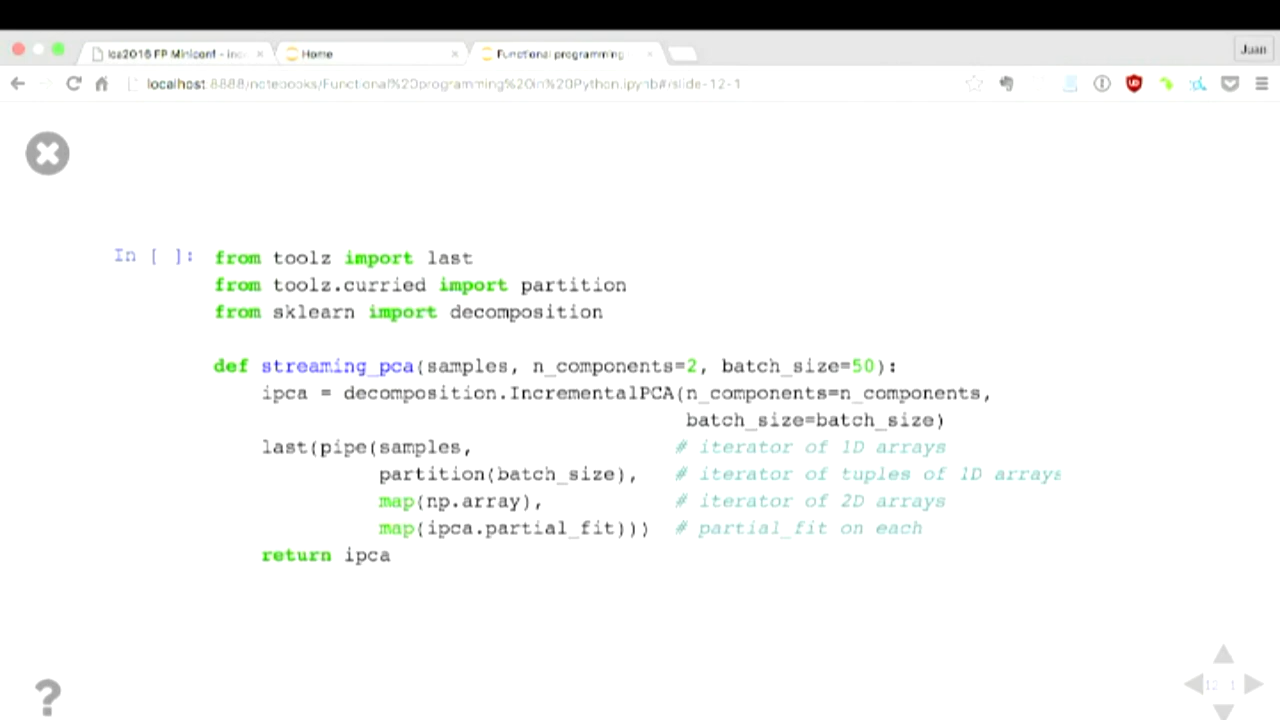 lca2016 FP Miniconf - inc
Home
Functional programming
Juan
localhost:8888/notebooks/Functional%20programming%20in%20Python.ipynb#/slide-12-1
In [ ]:
from toolz import last
from toolz.curried import partition
from sklearn import decomposition
def streaming_pca(samples, n_components=2, batch_size=50):
ipca = decomposition.IncrementalPCA(n_components=n_components,
batch_size=batch_size)
last(pipe(samples, # iterator of 1D arrays
partition(batch_size), # iterator of tuples of 1D arrays
map(np.array), # iterator of 2D arrays
map(ipca.partial_fit))) # partial_fit on each
return ipca
?
12 1